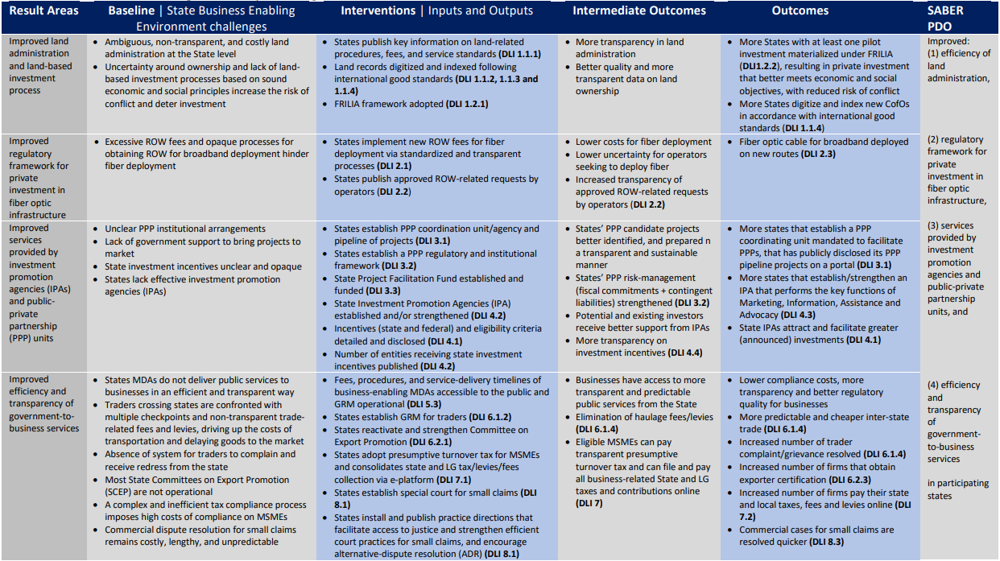 Result Areas
Baseline | State Business Enabling
Environment challenges
Interventions | Inputs and Outputs
Intermediate Outcomes
Outcomes
SABER
PDO
Improved land
administration
and land-based
investment
process
• Ambiguous, non-transparent, and costly land
administration at the State level
• Uncertainty around ownership and lack of land-
based investment processes based on sound
economic and social principles increase the risk of
conflict and deter investment
• States publish key information on land-related
procedures, fees, and service standards (DLI 1.1.1)
• Land records digitized and indexed following
international good standards (DLI 1.1.2, 1.1.3 and
1.1.4)
• FRILIA framework adopted (DLI 1.2.1)
• More transparency in land
administration
• Better quality and more
transparent data on land
ownership
• More States with at least one pilot
investment materialized under FRILIA
(DLI1.2.2), resulting in private investment
that better meets economic and social
objectives, with reduced risk of conflict
• More States digitize and index new CofOs
in accordance with international good
standards (DLI 1.1.4)
Improved:
(1) efficiency of
land
administration,
Improved
regulatory
framework for
private
investment in
fiber optic
infrastructure
• Excessive ROW fees and opaque processes for
obtaining ROW for broadband deployment hinder
fiber deployment
• States implement new ROW fees for fiber
deployment via standardized and transparent
processes (DLI 2.1)
• States publish approved ROW-related requests by
operators (DLI 2.2)
• Lower costs for fiber deployment
• Lower uncertainty for operators
seeking to deploy fiber
• Increased transparency of
approved ROW-related requests
by operators (DLI 2.2)
• Fiber optic cable for broadband deployed
on new routes (DLI 2.3)
(2) regulatory
framework for
private
investment in
fiber optic
infrastructure,
Improved
services
provided by
investment
promotion
agencies (IPAs)
and public-
private
partnership
(PPP) units
• Unclear PPP institutional arrangements
• Lack of government support to bring projects to
market
• State investment incentives unclear and opaque
• States lack effective investment promotion
agencies (IPAs)
• States establish PPP coordination unit/agency and
pipeline of projects (DLI 3.1)
• States establish a PPP regulatory and institutional
framework (DLI 3.2)
• State Project Facilitation Fund established and
funded (DLI 3.3)
• State Investment Promotion Agencies (IPA)
established and/or strengthened (DLI 4.2)
• Incentives (state and federal) and eligibility criteria
detailed and disclosed (DLI 4.1)
• Number of entities receiving state investment
incentives published (DLI 4.2)
• States' PPP candidate projects
better identified, and prepared n
a transparent and sustainable
manner
• States' PPP risk-management
(fiscal commitments + contingent
liabilities) strengthened (DLI 3.2)
• Potential and existing investors
receive better support from IPAs
• More transparency on
investment incentives (DLI 4.4)
• More states that establish a PPP
coordinating unit mandated to facilitate
PPPs, that has publicly disclosed its PPP
pipeline projects on a portal (DLI 3.1)
• More states that establish/strengthen an
IPA that performs the key functions of
Marketing, Information, Assistance and
Advocacy (DLI 4.3)
• State IPAs attract and facilitate greater
(announced) investments (DLI 4.1)
(3) services
provided by
investment
promotion
agencies and
public-private
partnership
units, and
Improved
efficiency and
transparency of
government-to-
business services
• States MDAs do not deliver public services to
businesses in an efficient and transparent way
• Traders crossing states are confronted with
multiple checkpoints and non-transparent trade-
related fees and levies, driving up the costs of
transportation and delaying goods to the market
• Absence of system for traders to complain and
receive redress from the state
• Most State Committees on Export Promotion
(SCEP) are not operational
• A complex and inefficient tax compliance process
imposes high costs of compliance on MSMEs
• Commercial dispute resolution for small claims
remains costly, lengthy, and unpredictable
• Fees, procedures, and service-delivery timelines of
business-enabling MDAs accessible to the public and
GRM operational (DLI 5.3)
• States establish GRM for traders (DLI 6.1.2)
• States reactivate and strengthen Committee on
Export Promotion (DLI 6.2.1)
• States adopt presumptive turnover tax for MSMEs
and consolidates state and LG tax/levies/fees
collection via e-platform (DLI 7.1)
• States establish special court for small claims (DLI
8.1)
• States install and publish practice directions that
facilitate access to justice and strengthen efficient
court practices for small claims, and encourage
alternative-dispute resolution (ADR) (DLI 8.1)
• Businesses have access to more
transparent and predictable
public services from the State
• Elimination of haulage fees/levies
(DLI 6.1.4)
• Eligible MSMEs can pay
transparent presumptive
turnover tax and can file and pay
all business-related State and LG
taxes and contributions online
(DLI 7)
• Lower compliance costs, more
transparency and better regulatory
quality for businesses
• More predictable and cheaper inter-state
trade (DLI 6.1.4)
• Increased number of trader
complaint/grievance resolved (DLI 6.1.4)
• Increased number of firms that obtain
exporter certification (DLI 6.2.3)
• Increased number of firms pay their state
and local taxes, fees and levies online (DLI
7.2)
• Commercial cases for small claims are
resolved quicker (DLI 8.3)
(4) efficiency
and
transparency
of
government-
to-business
services
in participating
states